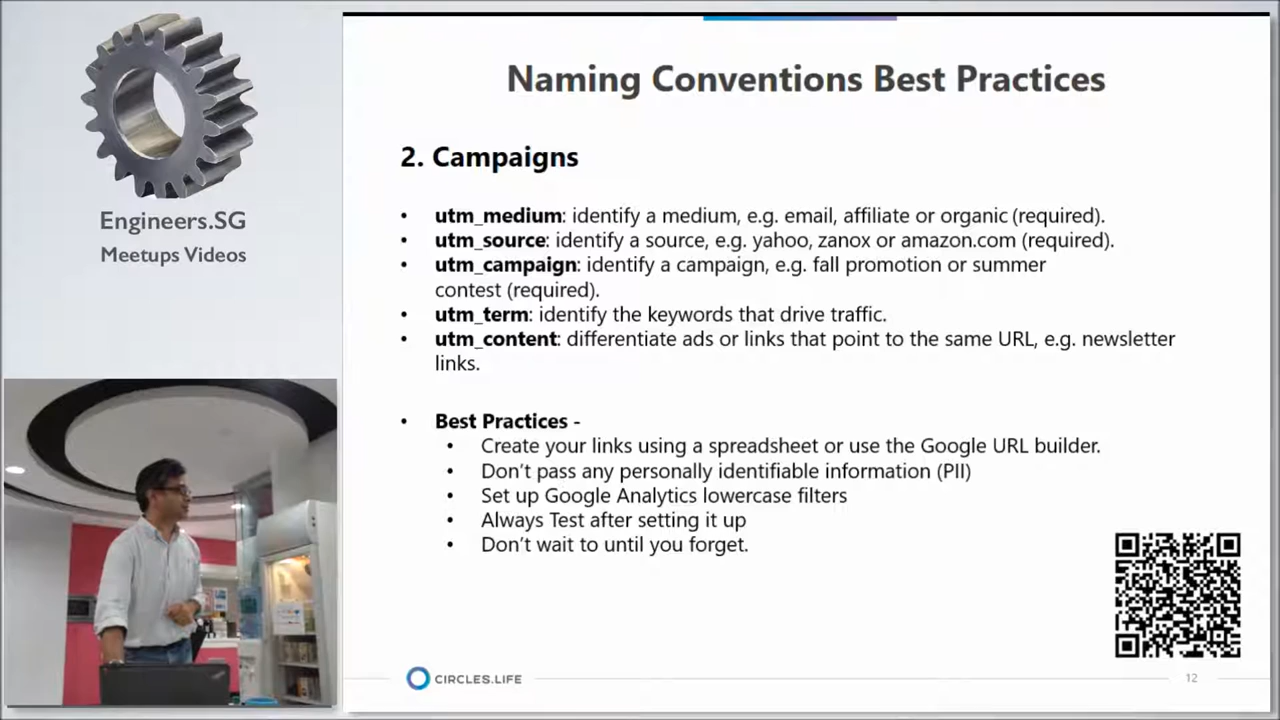 Engineers.SG
Meetups Videos
Naming Conventions Best Practices
2. Campaigns
• utm_medium: identify a medium, e.g. email, affiliate or organic (required).
• utm_source: identify a source, e.g. yahoo, zanox or amazon.com (required).
• utm_campaign: identify a campaign, e.g. fall promotion or summer
contest (required).
• utm_term: identify the keywords that drive traffic.
• utm_content: differentiate ads or links that point to the same URL, e.g. newsletter
links.
• Best Practices -
• Create your links using a spreadsheet or use the Google URL builder.
• Don't pass any personally identifiable information (PII)
• Set up Google Analytics lowercase filters
• Always Test after setting it up
• Don't wait to until you forget.
CIRCLES.LIFE
12